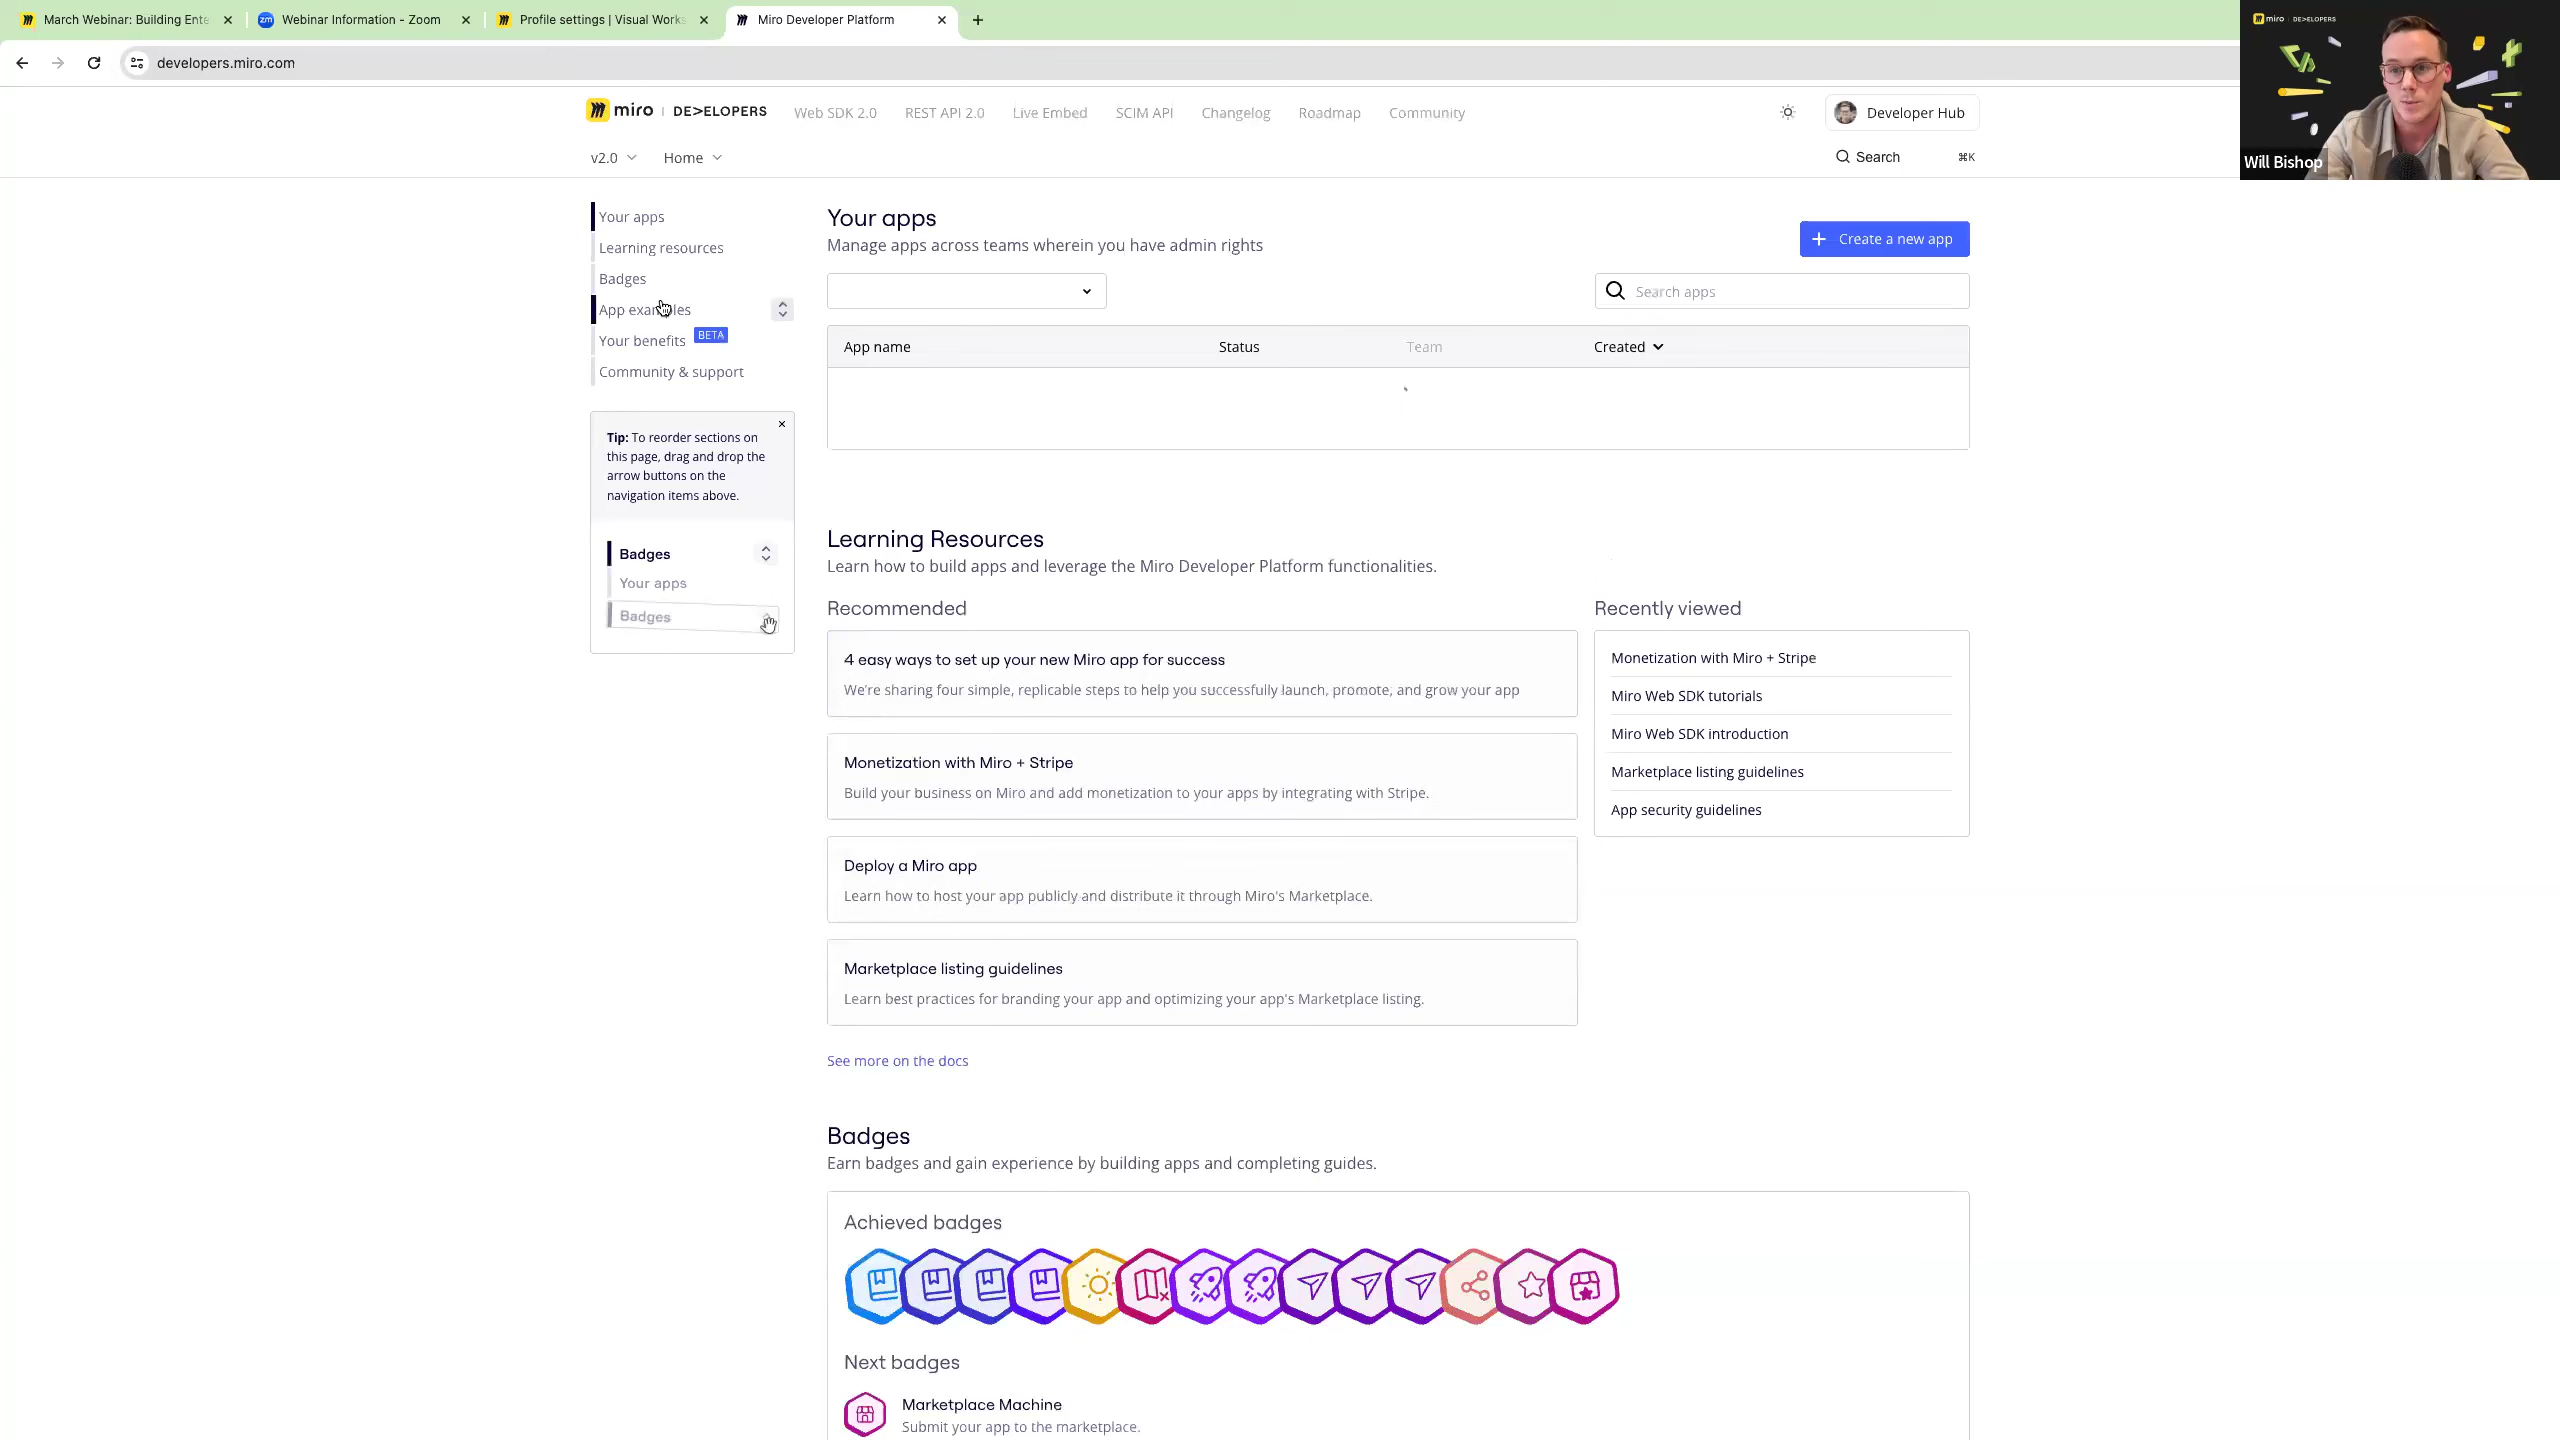 March Webinar: Building Ente
Webinar Information - Zoom
Profile settings | Visual Works
Miro Developer Platform
developers.miro.com
miro | DE>ELOPERS
Will Bishop
miro | DE>ELOPERS
Web SDK 2.0
REST API 2.0
Live Embed
SCIM API
Changelog
Roadmap
Community
Developer Hub
v2.0
Home
Search
⌘K
Your apps
Learning resources
Badges
App examples
Your benefits BETA
Community & support
Tip: To reorder sections on
this page, drag and drop the
arrow buttons on the
navigation items above.
Badges
Your apps
Badges
Your apps
Manage apps across teams wherein you have admin rights
+ Create a new app
Search apps
App name
Status
Team
Created
Learning Resources
Learn how to build apps and leverage the Miro Developer Platform functionalities.
Recommended
4 easy ways to set up your new Miro app for success
We're sharing four simple, replicable steps to help you successfully launch, promote, and grow your app
Monetization with Miro + Stripe
Build your business on Miro and add monetization to your apps by integrating with Stripe.
Deploy a Miro app
Learn how to host your app publicly and distribute it through Miro's Marketplace.
Marketplace listing guidelines
Learn best practices for branding your app and optimizing your app's Marketplace listing.
Recently viewed
Monetization with Miro + Stripe
Miro Web SDK tutorials
Miro Web SDK introduction
Marketplace listing guidelines
App security guidelines
See more on the docs
Badges
Earn badges and gain experience by building apps and completing guides.
Achieved badges
Next badges
Marketplace Machine
Submit your app to the marketplace.